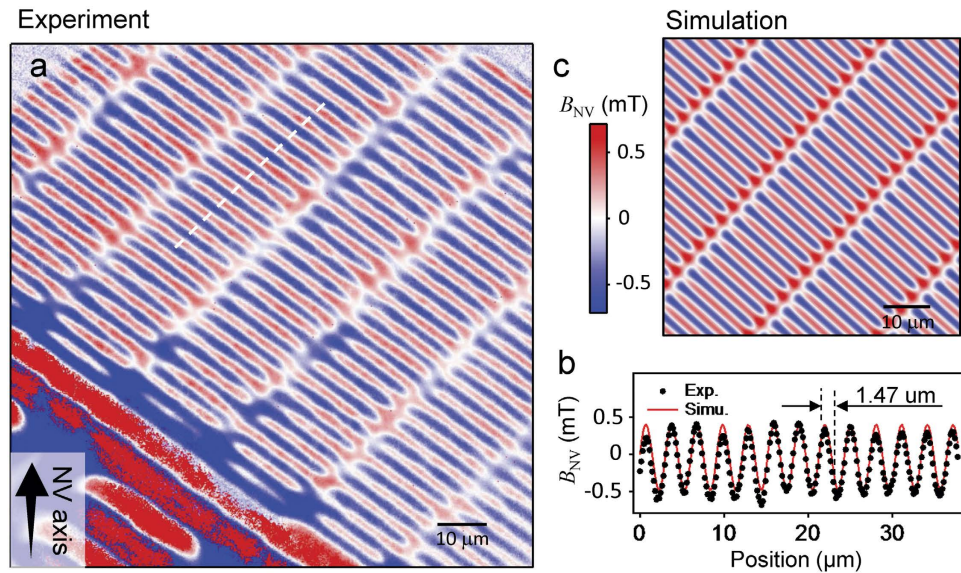 Experiment
Simulation
a
c
B_NV (mT)
0.5
0
-0.5
10 μm
10 μm
NV axis
b
Exp.
Simu.
1.47 um
B_NV (mT)
0.5
0
-0.5
0 10 20 30
Position (μm)